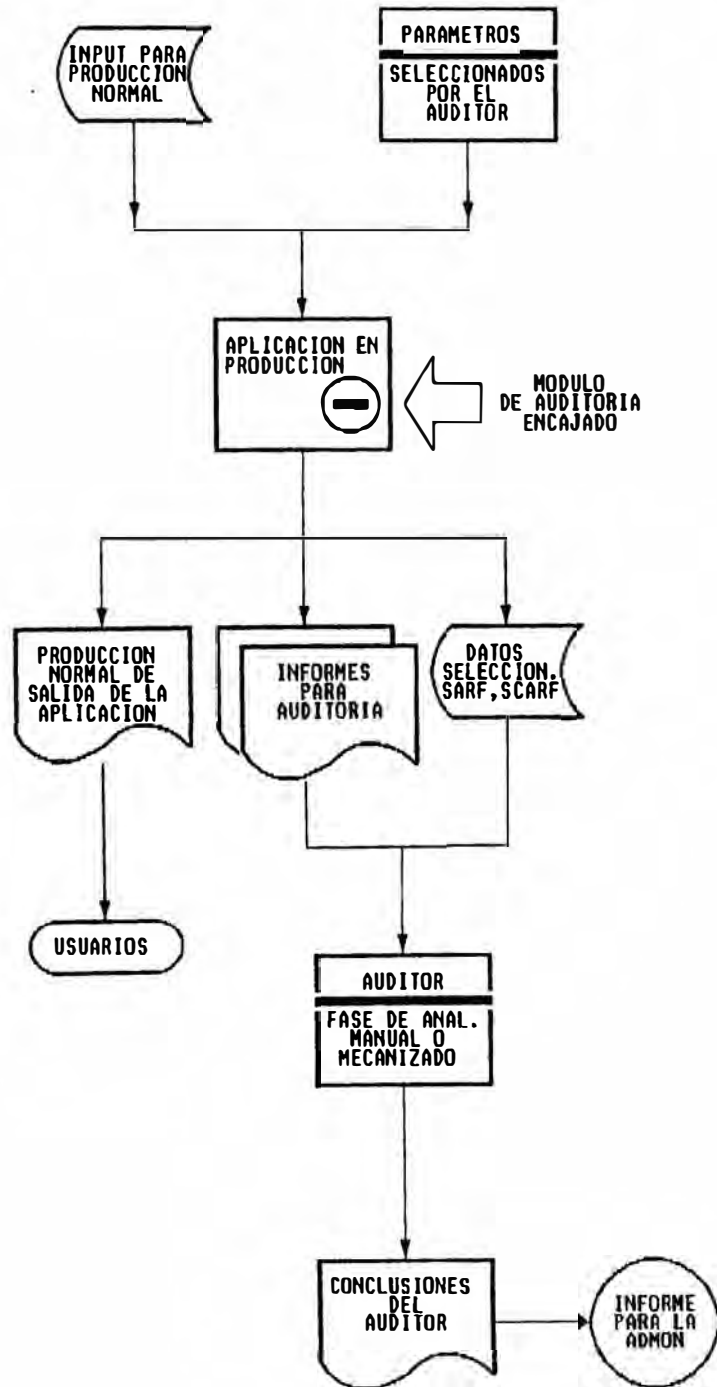 INPUT PARA
PRODUCCION
NORMAL
PARAMETROS
SELECCIONADOS
POR EL
AUDITOR
APLICACION EN
PRODUCCION
MODULO
DE AUDITORIA
ENCAJADO
PRODUCCION
NORMAL DE
SALIDA DE LA
APLICACION
INFORMES
PARA
AUDITORIA
DATOS
SELECCION.
SARF,SCARF
USUARIOS
AUDITOR
FASE DE ANAL.
MANUAL O
MECANIZADO
CONCLUSIONES
DEL
AUDITOR
INFORME
PARA LA
ADMON